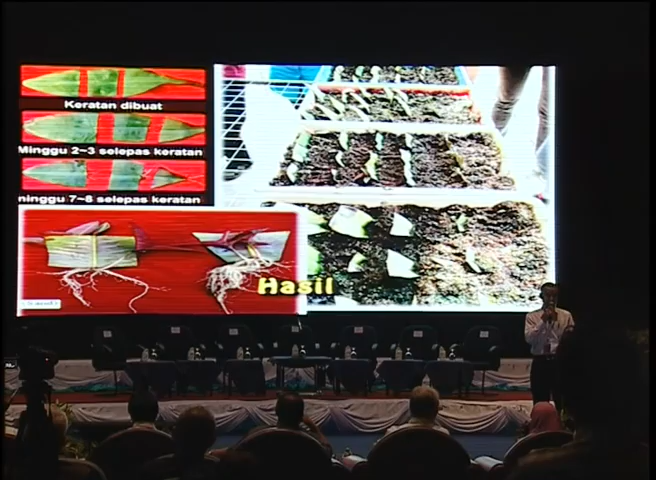 Keratan dibuat
Minggu 2~3 selepas keratan
ninggu 7~8 selepas keratan
Hasil